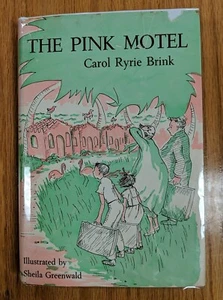 THE PINK MOTEL
Carol Ryrie Brink
Illustrated by
Sheila Greenwald